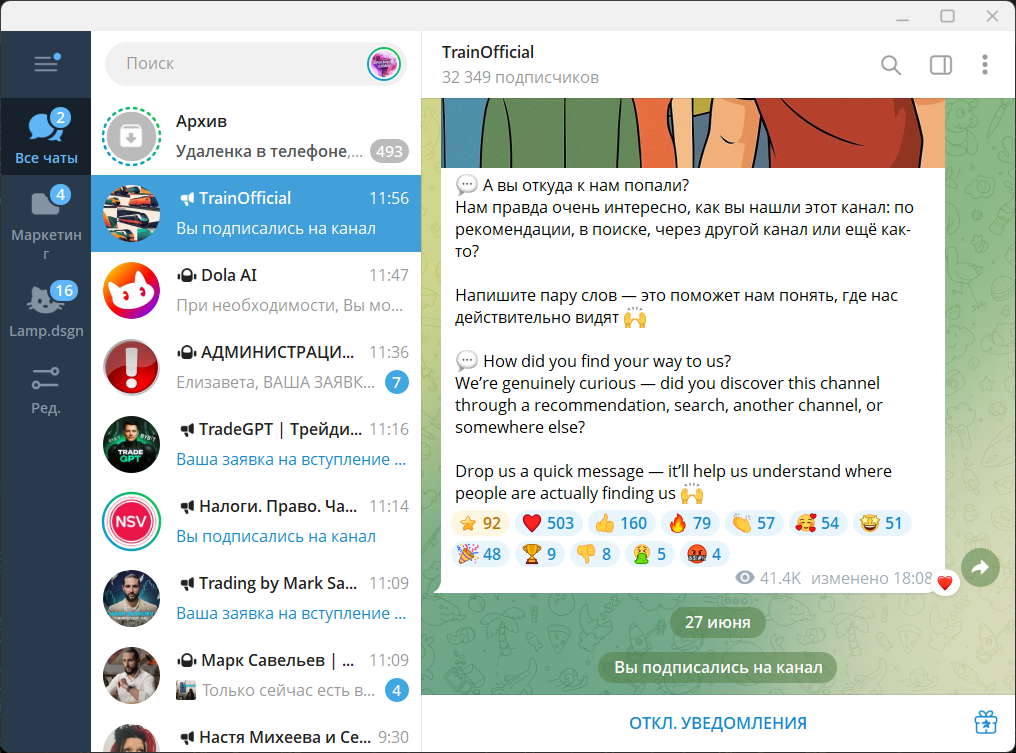 Поиск
2
Все чаты
4
Маркетин
г
16
Lamp.dsgn
Ред.
Архив
Удаленка в телефоне,... 493
TrainOfficial 11:56
Вы подписались на канал
Dola AI 11:47
При необходимости, Вы мо...
АДМИНИСТРАЦИ... 11:36
Елизавета, ВАША ЗАЯВК... 7
TradeGPT | Трейди... 11:16
Ваша заявка на вступление ...
TRADE
GPT
Налоги. Право. Ча... 11:14
Вы подписались на канал
NSV
Trading by Mark Sa... 11:09
Ваша заявка на вступление ...
Марк Савельев | ... 11:09
Только сейчас есть в... 4
Настя Михеева и Се... 9:30
TrainOfficial
32 349 подписчиков
💬 А вы откуда к нам попали?
Нам правда очень интересно, как вы нашли этот канал: по
рекомендации, в поиске, через другой канал или ещё как-
то?
Напишите пару слов — это поможет нам понять, где нас
действительно видят 🙌
💬 How did you find your way to us?
We’re genuinely curious — did you discover this channel
through a recommendation, search, another channel, or
somewhere else?
Drop us a quick message — it’ll help us understand where
people are actually finding us 🙌
⭐ 92 ❤️ 503 👍 160 🔥 79 👏 57 🥰 54 🤩 51
🎉 48 🏆 9 👎 8 🤮 5 🤬 4
41.4K изменено 18:08
27 июня
Вы подписались на канал
ОТКЛ. УВЕДОМЛЕНИЯ